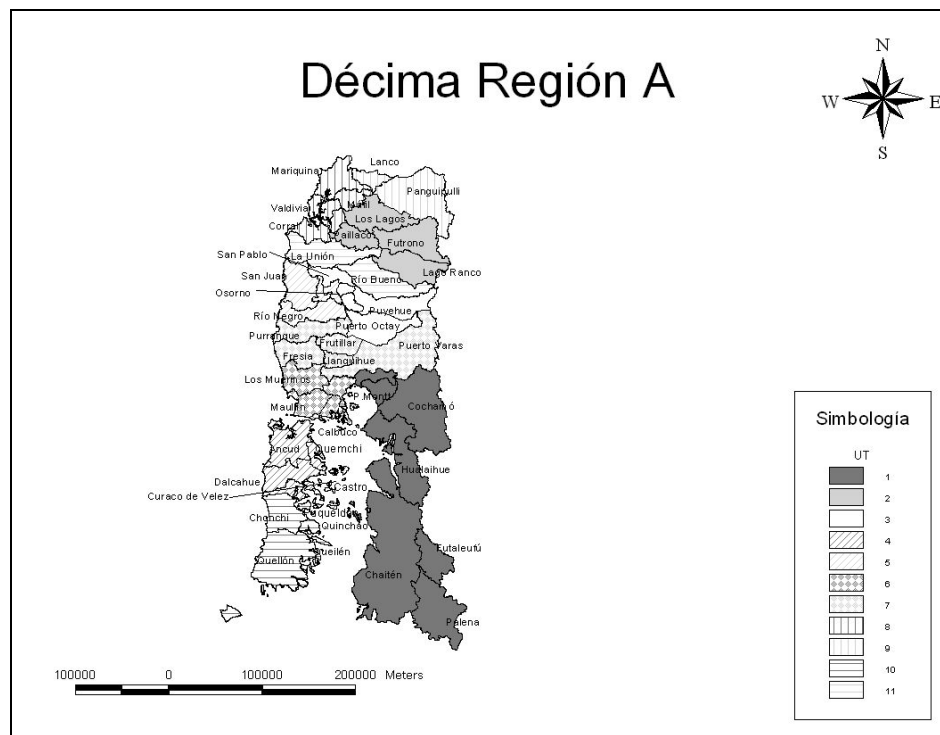 Décima Región A
N
W
E
S
Lanco
Mariquina
Panguipulli
Máfil
Valdivia
Los Lagos
Corral
Paillaco
Futrono
San Pablo
La Unión
Lago Ranco
San Juan
Río Bueno
Osorno
Puyehue
Río Negro
Puerto Octay
Purranque
Frutillar
Puerto Varas
Fresia
Llanquihue
Los Muermos
P.Montt
Cochamó
Maullín
Calbuco
Ancud
Quemchi
Hualaihue
Dalcahue
Castro
Curaco de Velez
Puqueldón
Chonchi
Quinchao
Queilén
Futaleufú
Quellón
Chaitén
Palena
100000
0
100000
200000 Meters
Simbología
UT
1
2
3
4
5
6
7
8
9
10
11